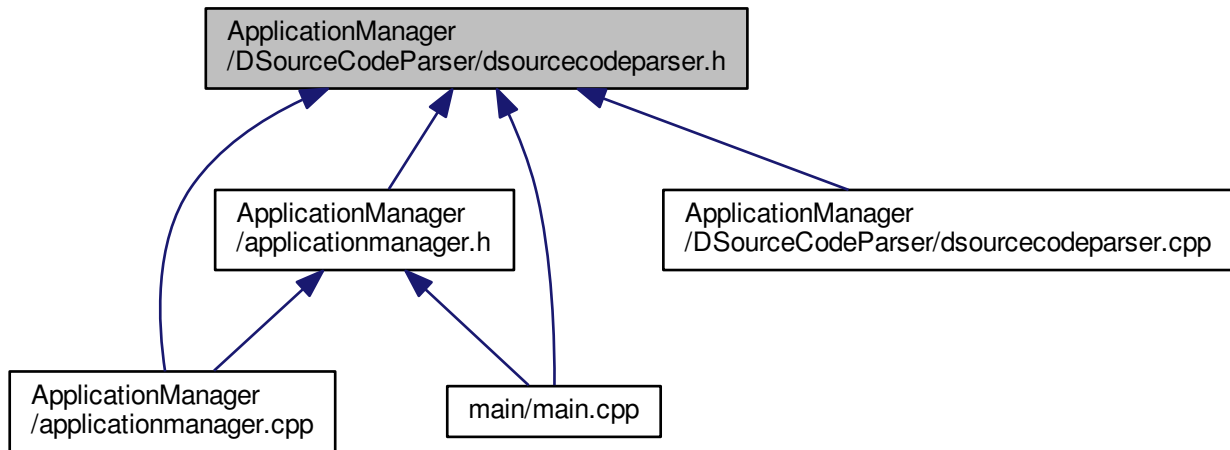 ApplicationManager
/DSourceCodeParser/dsourcecodeparser.h
ApplicationManager
/applicationmanager.h
ApplicationManager
/DSourceCodeParser/dsourcecodeparser.cpp
ApplicationManager
/applicationmanager.cpp
main/main.cpp